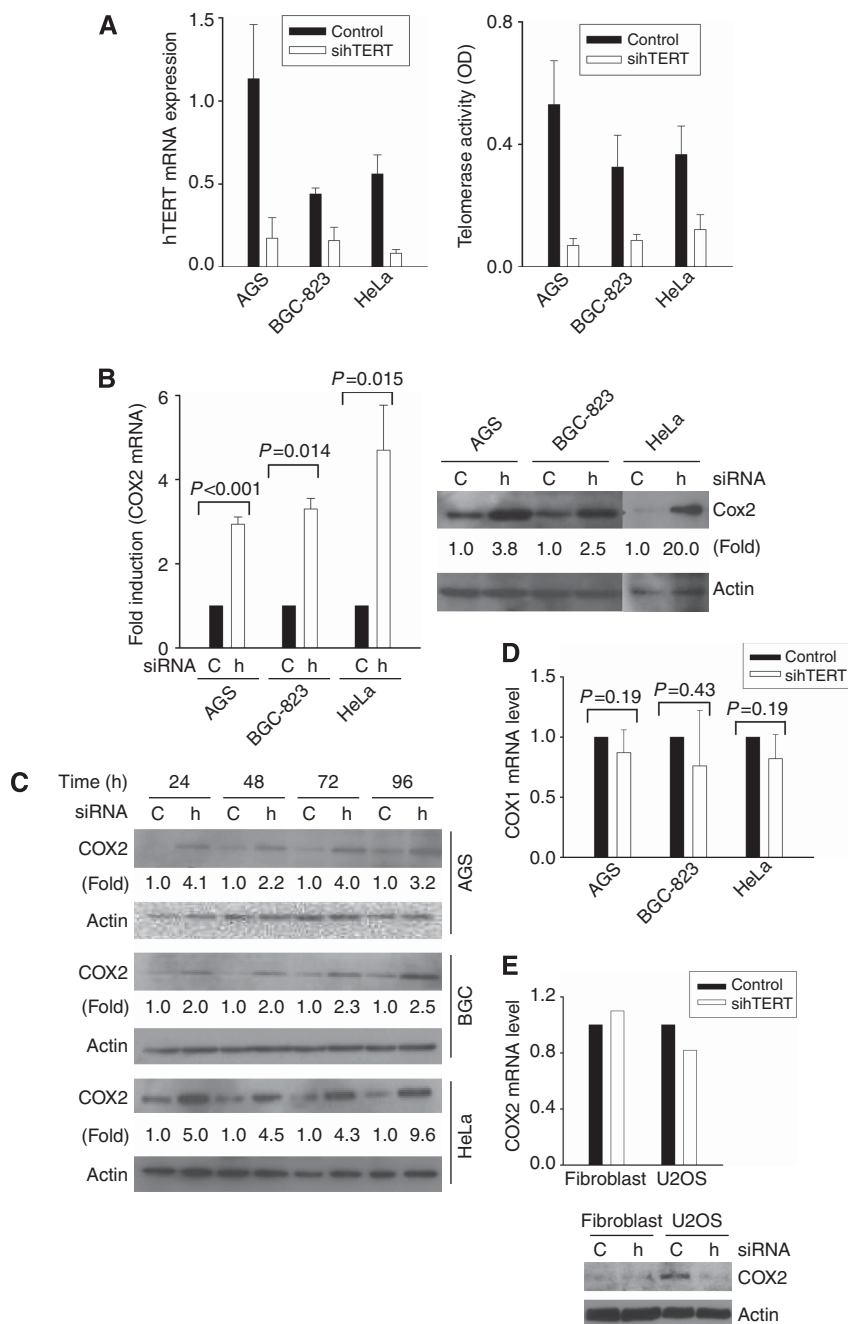 A
hTERT mRNA expression
1.5
1.0
0.5
0.0
Control
sihTERT
AGS
BGC-823
HeLa
Telomerase activity (OD)
0.8
0.4
0.0
Control
sihTERT
AGS
BGC-823
HeLa
B
Fold induction (COX2 mRNA)
6
4
2
0
P<0.001
P=0.014
P=0.015
siRNA C h C h C h
AGS
BGC-823
HeLa
AGS BGC-823 HeLa
C h C h C h siRNA
Cox2
1.0 3.8 1.0 2.5 1.0 20.0 (Fold)
Actin
C
Time (h) 24 48 72 96
siRNA C h C h C h C h
COX2
(Fold) 1.0 4.1 1.0 2.2 1.0 4.0 1.0 3.2
Actin
AGS
COX2
(Fold) 1.0 2.0 1.0 2.0 1.0 2.3 1.0 2.5
Actin
BGC
COX2
(Fold) 1.0 5.0 1.0 4.5 1.0 4.3 1.0 9.6
Actin
HeLa
D
Control
sihTERT
COX1 mRNA level
1.5
1.0
0.5
0.0
P=0.19
P=0.43
P=0.19
AGS
BGC-823
HeLa
E
Control
sihTERT
COX2 mRNA level
1.2
0.8
0.4
0.0
Fibroblast U2OS
Fibroblast U2OS
C h C h siRNA
COX2
Actin